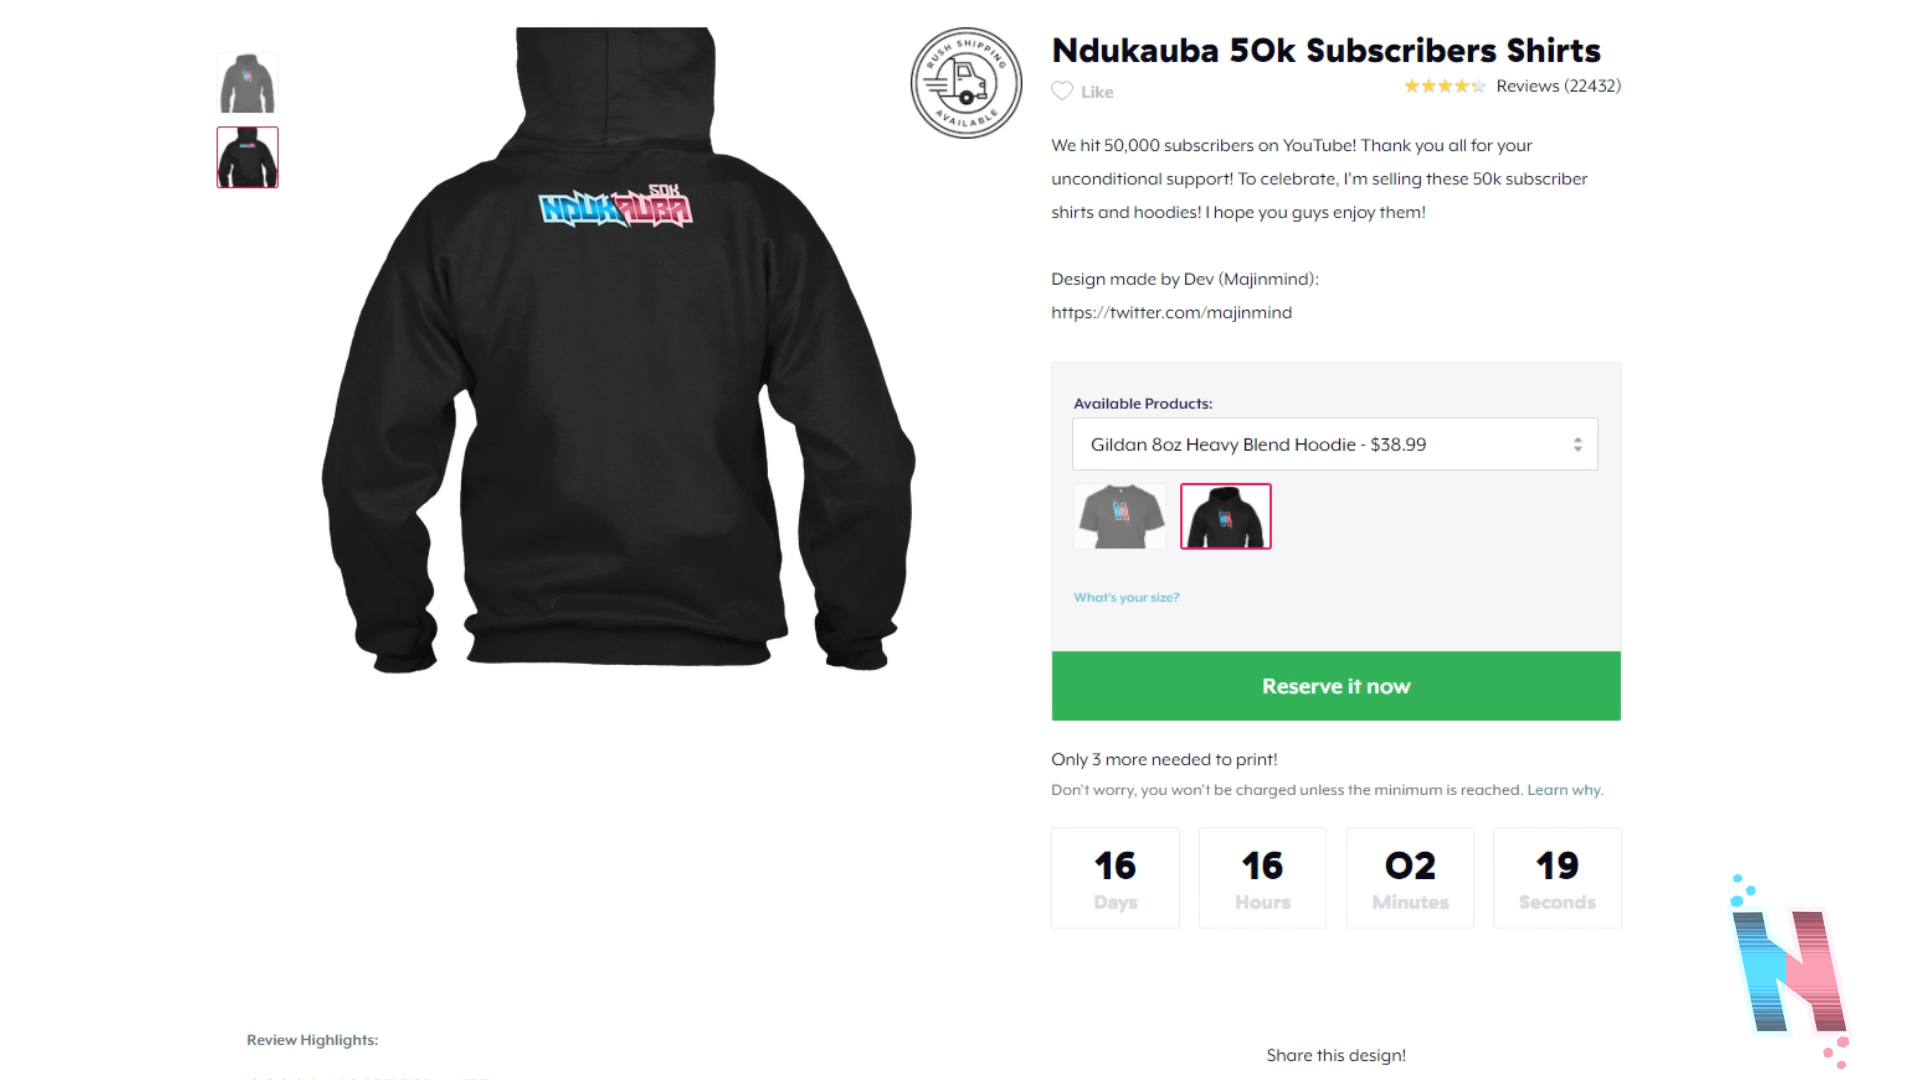 50K
NDUKAUBA
RUSH SHIPPING
AVAILABLE
Ndukauba 50k Subscribers Shirts
Like
Reviews (22432)
We hit 50,000 subscribers on YouTube! Thank you all for your
unconditional support! To celebrate, I'm selling these 50k subscriber
shirts and hoodies! I hope you guys enjoy them!
Design made by Dev (Majinmind):
https://twitter.com/majinmind
Available Products:
Gildan 8oz Heavy Blend Hoodie - $38.99
What's your size?
Reserve it now
Only 3 more needed to print!
Don't worry, you won't be charged unless the minimum is reached. Learn why.
16 16 02 19
Days Hours Minutes Seconds
N
Review Highlights:
Share this design!